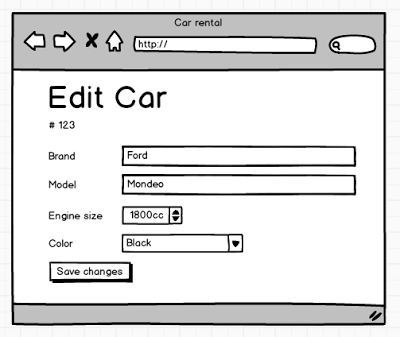 Car rental
http://
Edit Car
# 123
Brand Ford
Model Mondeo
Engine size 1800cc
Color Black
Save changes